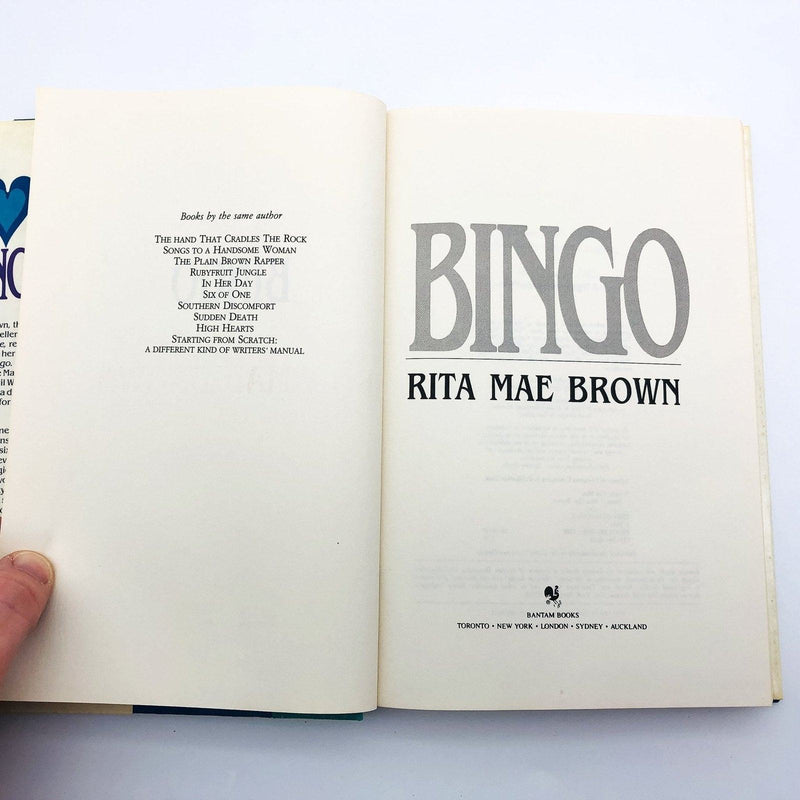 Books by the same author
THE HAND THAT CRADLES THE ROCK
SONGS TO A HANDSOME WOMAN
THE PLAIN BROWN RAPPER
RUBYFRUIT JUNGLE
IN HER DAY
SIX OF ONE
SOUTHERN DISCOMFORT
SUDDEN DEATH
HIGH HEARTS
STARTING FROM SCRATCH:
A DIFFERENT KIND OF WRITERS' MANUAL
BINGO
RITA MAE BROWN
BANTAM BOOKS
TORONTO • NEW YORK • LONDON • SYDNEY • AUCKLAND